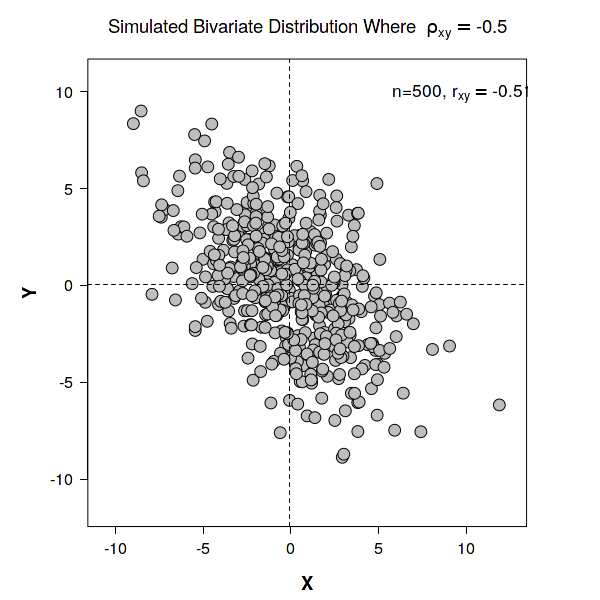 Simulated Bivariate Distribution Where ρxy = -0.5
n=500, rxy = -0.51
10
5
0
-5
-10
Y
-10 -5 0 5 10
X